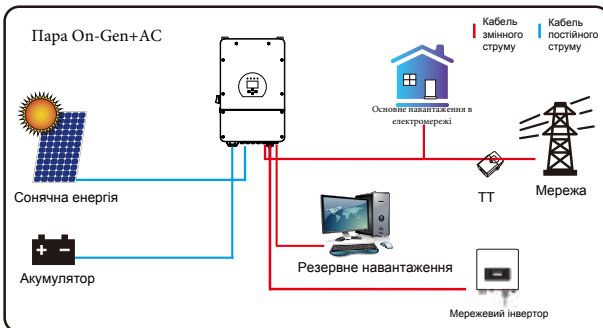 Пара On-Gen+AC
Кабель
змінного
струму
Кабель
постійного
струму
Основне навантаження в
електромережі
Сонячна енергія
ТТ
Мережа
Акумулятор
Резервне навантаження
Мережевий інвертор